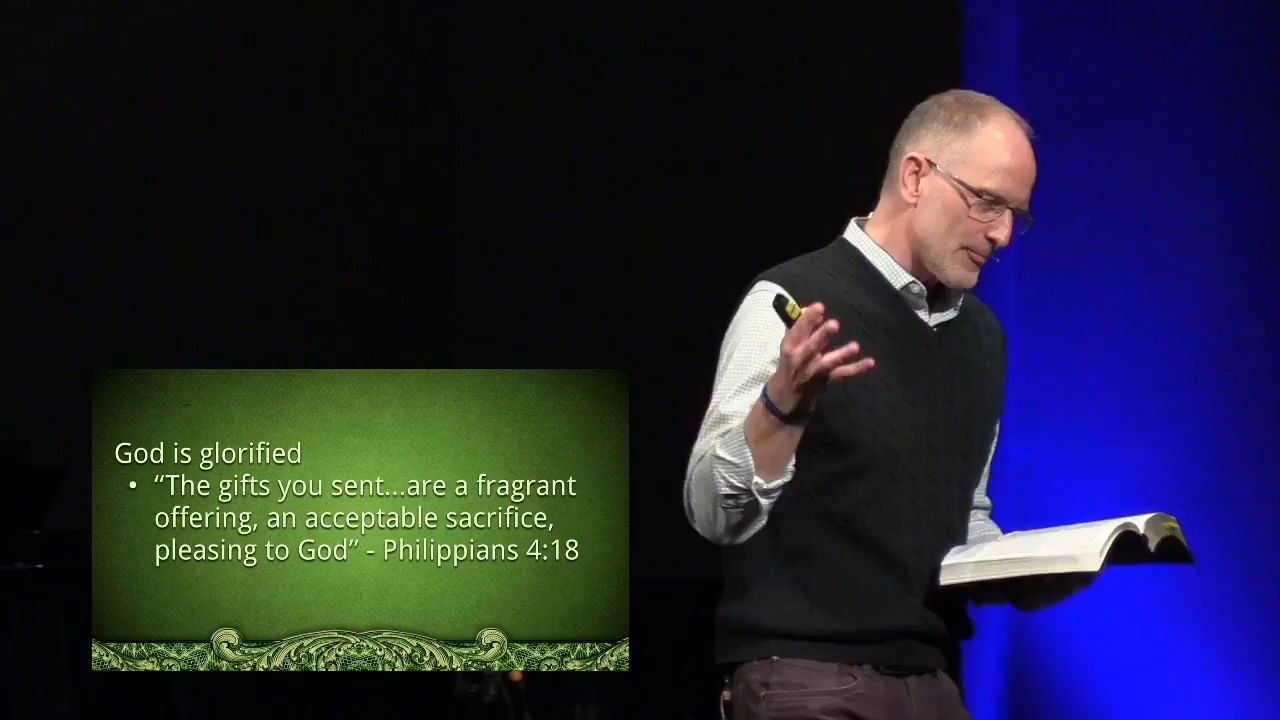 God is glorified
• “The gifts you sent...are a fragrant
offering, an acceptable sacrifice,
pleasing to God” - Philippians 4:18